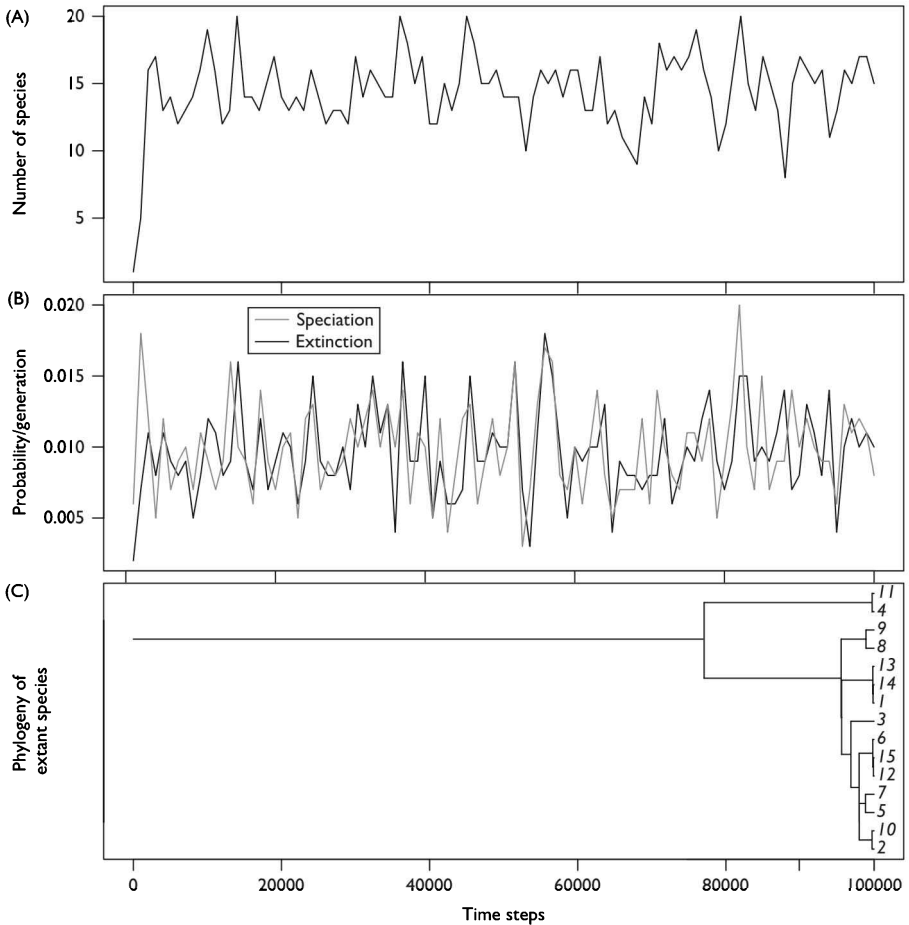 (A)
20
15
10
5
Number of species
(B)
0.020
0.015
0.010
0.005
Probability/generation
Speciation
Extinction
(C)
Phylogeny of
extant species
11
4
9
8
13
14
1
3
6
15
12
7
5
10
2
0 20000 40000 60000 80000 100000
Time steps